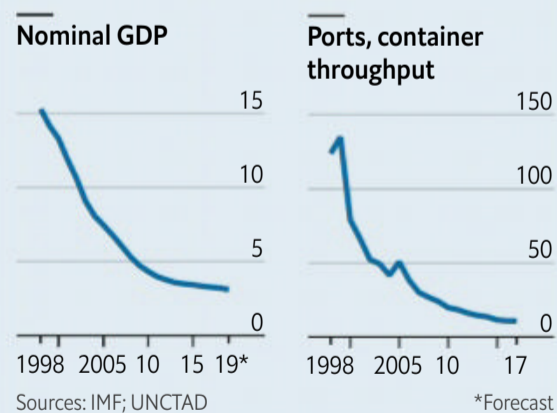 Nominal GDP
15
10
5
0
1998 2005 10 15 19*
Ports, container
throughput
150
100
50
0
1998 2005 10 17
Sources: IMF; UNCTAD
*Forecast